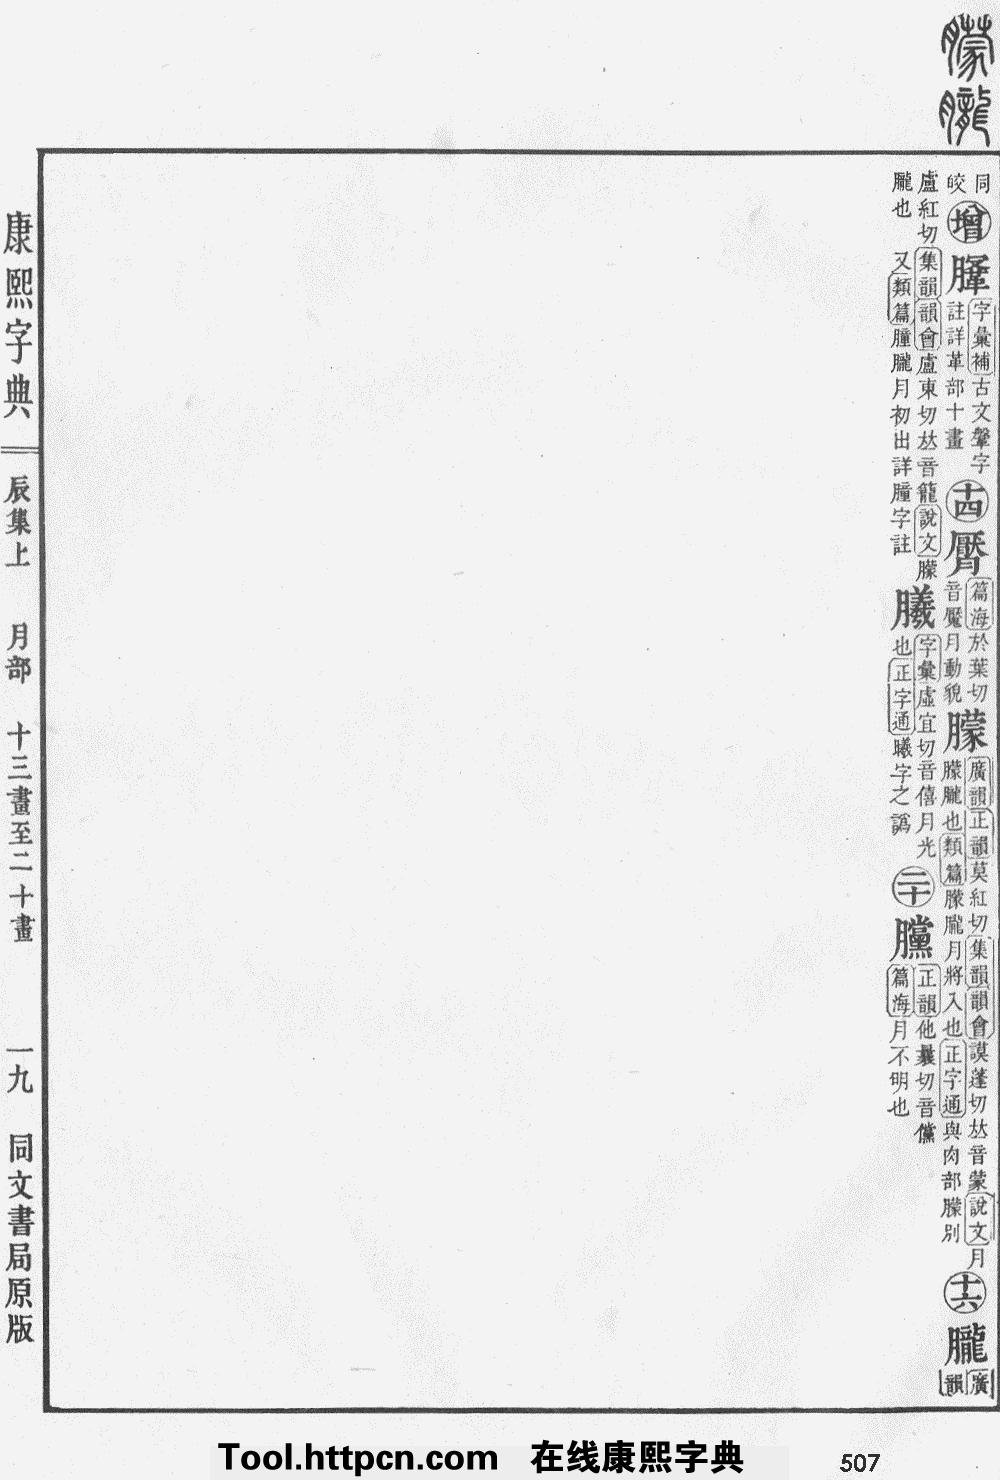 朦
朧
同
皎
增
字彙補古文字
註詳革部十畫
十四
篇海於葉切
音魘月動貌
朦
廣韻正韻莫紅切集韻韻會謨蓬切𠀤音蒙說文月
朦朧也類篇朦朧月將入也正字通與肉部朦別
十六
朧
廣
韻
盧紅切集韻韻會盧東切𠀤音籠說文朦
朧也 又類篇朣朧月初出詳朣字註
字彙虛宜切音僖月光
也正字通曦字之譌
二十
㬻
正韻他曩切音儻
篇海月不明也
康熙字典 辰集上 月部 十三畫至二十畫 一九 同文書局原版
Tool.httpcn.com 在线康熙字典 507